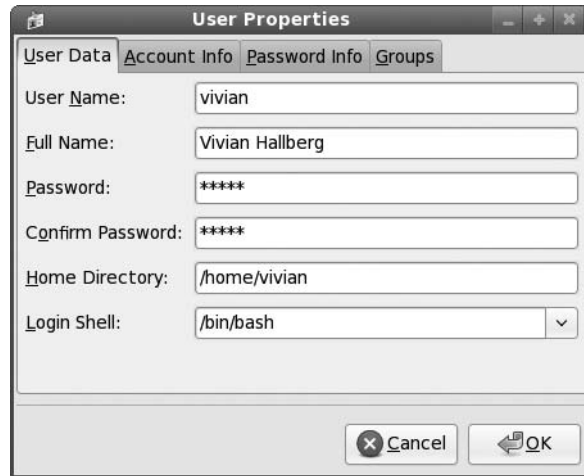 User Properties
User Data Account Info Password Info Groups
User Name: vivian
Full Name: Vivian Hallberg
Password: *****
Confirm Password: *****
Home Directory: /home/vivian
Login Shell: /bin/bash
Cancel OK